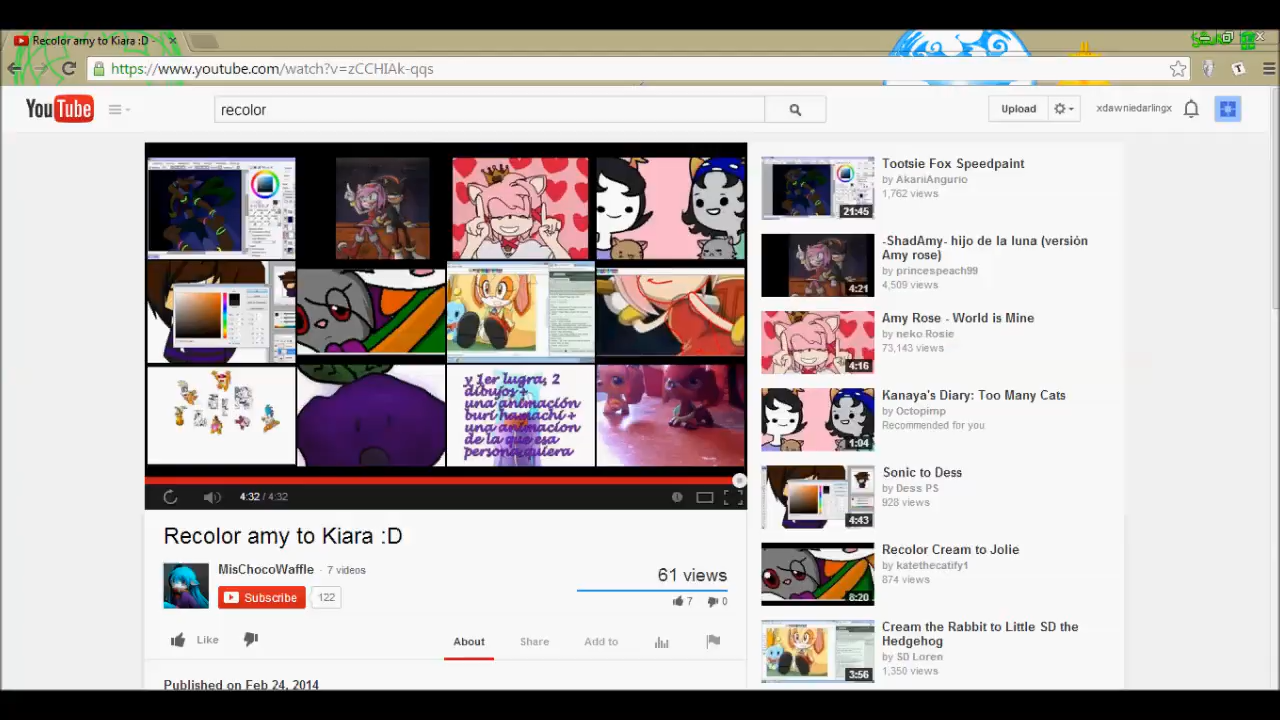 Recolor amy to Kiara :D
https://www.youtube.com/watch?v=zCCHIAk-qqs
YouTube
recolor
Upload
xdawniedarlingx
y 1er lugra, 2
dibujos +
una animación
buri hamachi +
una animacion
de la que esa
persona quiera
4:32 / 4:32
Recolor amy to Kiara :D
MisChocoWaffle · 7 videos
Subscribe
122
61 views
7
0
Like
About
Share
Add to
Published on Feb 24, 2014
Tootsie Fox Speedpaint
by AkariiAngurio
1,762 views
21:45
-ShadAmy- hijo de la luna (versión
Amy rose)
by princespeach99
4,509 views
4:21
Amy Rose - World is Mine
by neko Rosie
73,143 views
4:16
Kanaya's Diary: Too Many Cats
by Octopimp
Recommended for you
1:04
Sonic to Dess
by Dess PS
928 views
4:43
Recolor Cream to Jolie
by katethecatify1
874 views
8:20
Cream the Rabbit to Little SD the
Hedgehog
by SD Loren
1,350 views
3:56